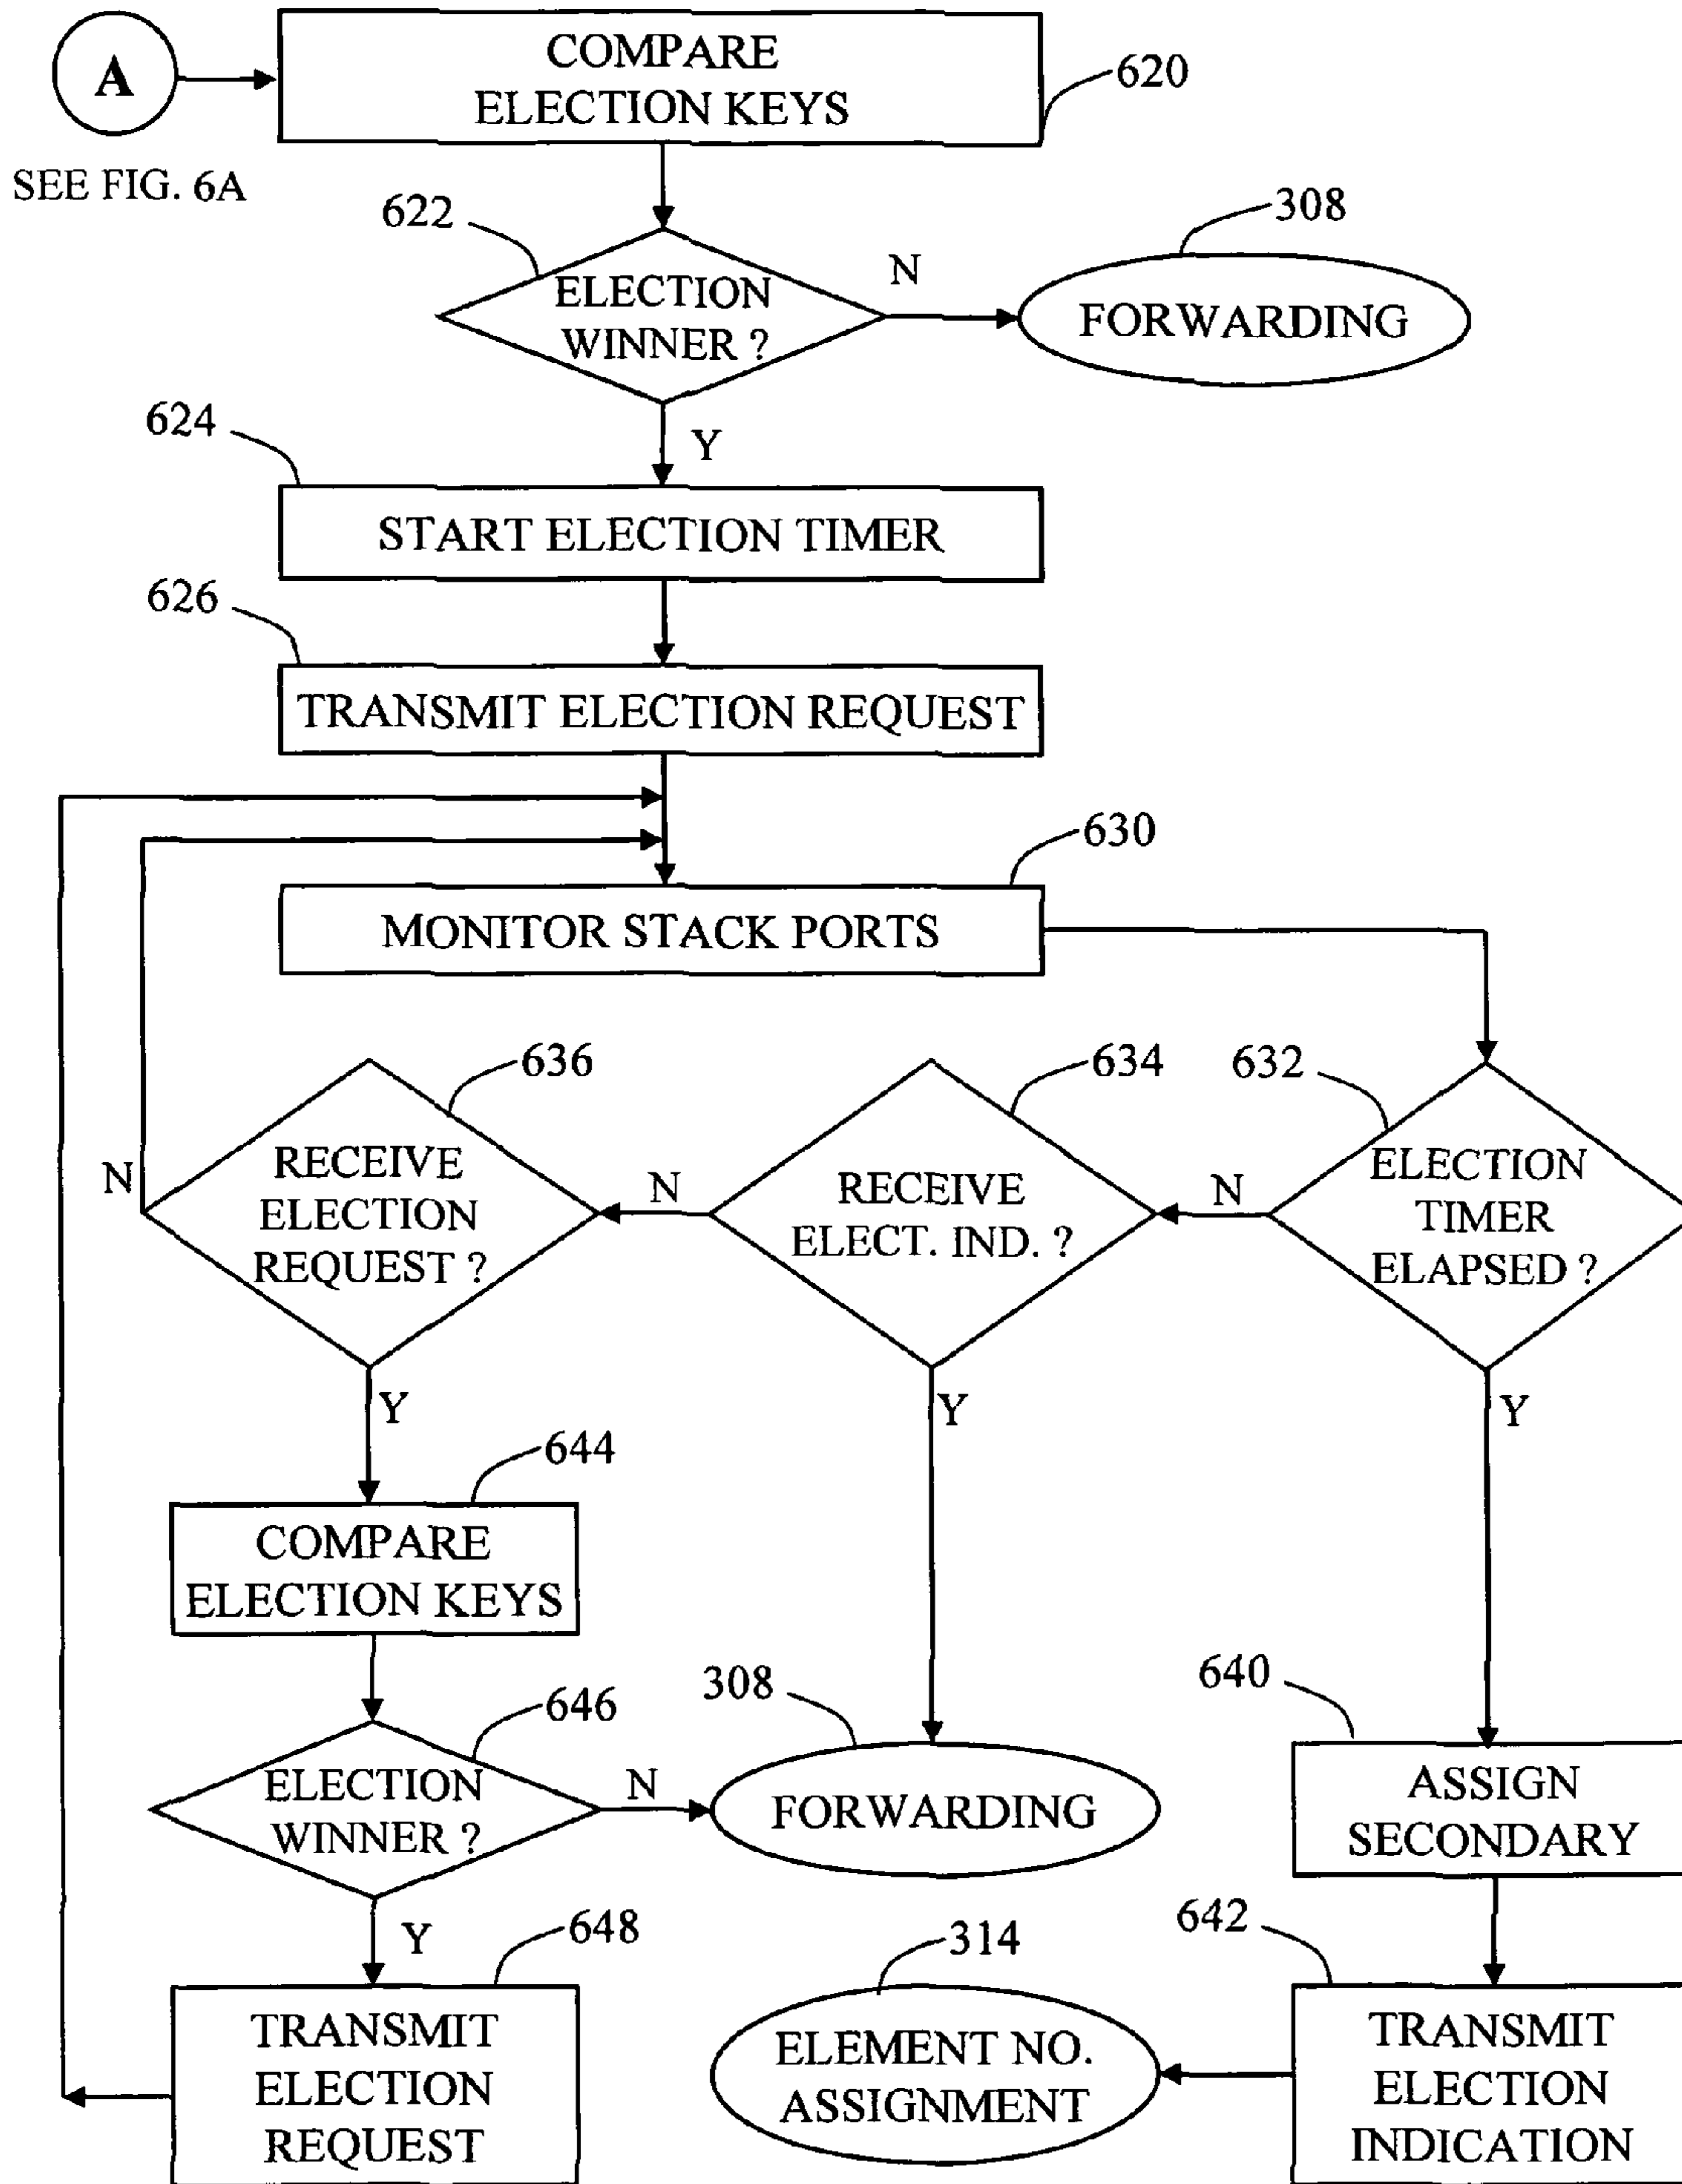 A
COMPARE
ELECTION KEYS
620
SEE FIG. 6A
622
ELECTION
WINNER ?
N
308
FORWARDING
Y
624
START ELECTION TIMER
626
TRANSMIT ELECTION REQUEST
630
MONITOR STACK PORTS
636
RECEIVE
ELECTION
REQUEST ?
N
634
RECEIVE
ELECT. IND. ?
N
632
ELECTION
TIMER
ELAPSED ?
N
Y
Y
Y
644
COMPARE
ELECTION KEYS
646
ELECTION
WINNER ?
N
308
FORWARDING
640
ASSIGN
SECONDARY
Y
648
TRANSMIT
ELECTION
REQUEST
314
ELEMENT NO.
ASSIGNMENT
642
TRANSMIT
ELECTION
INDICATION